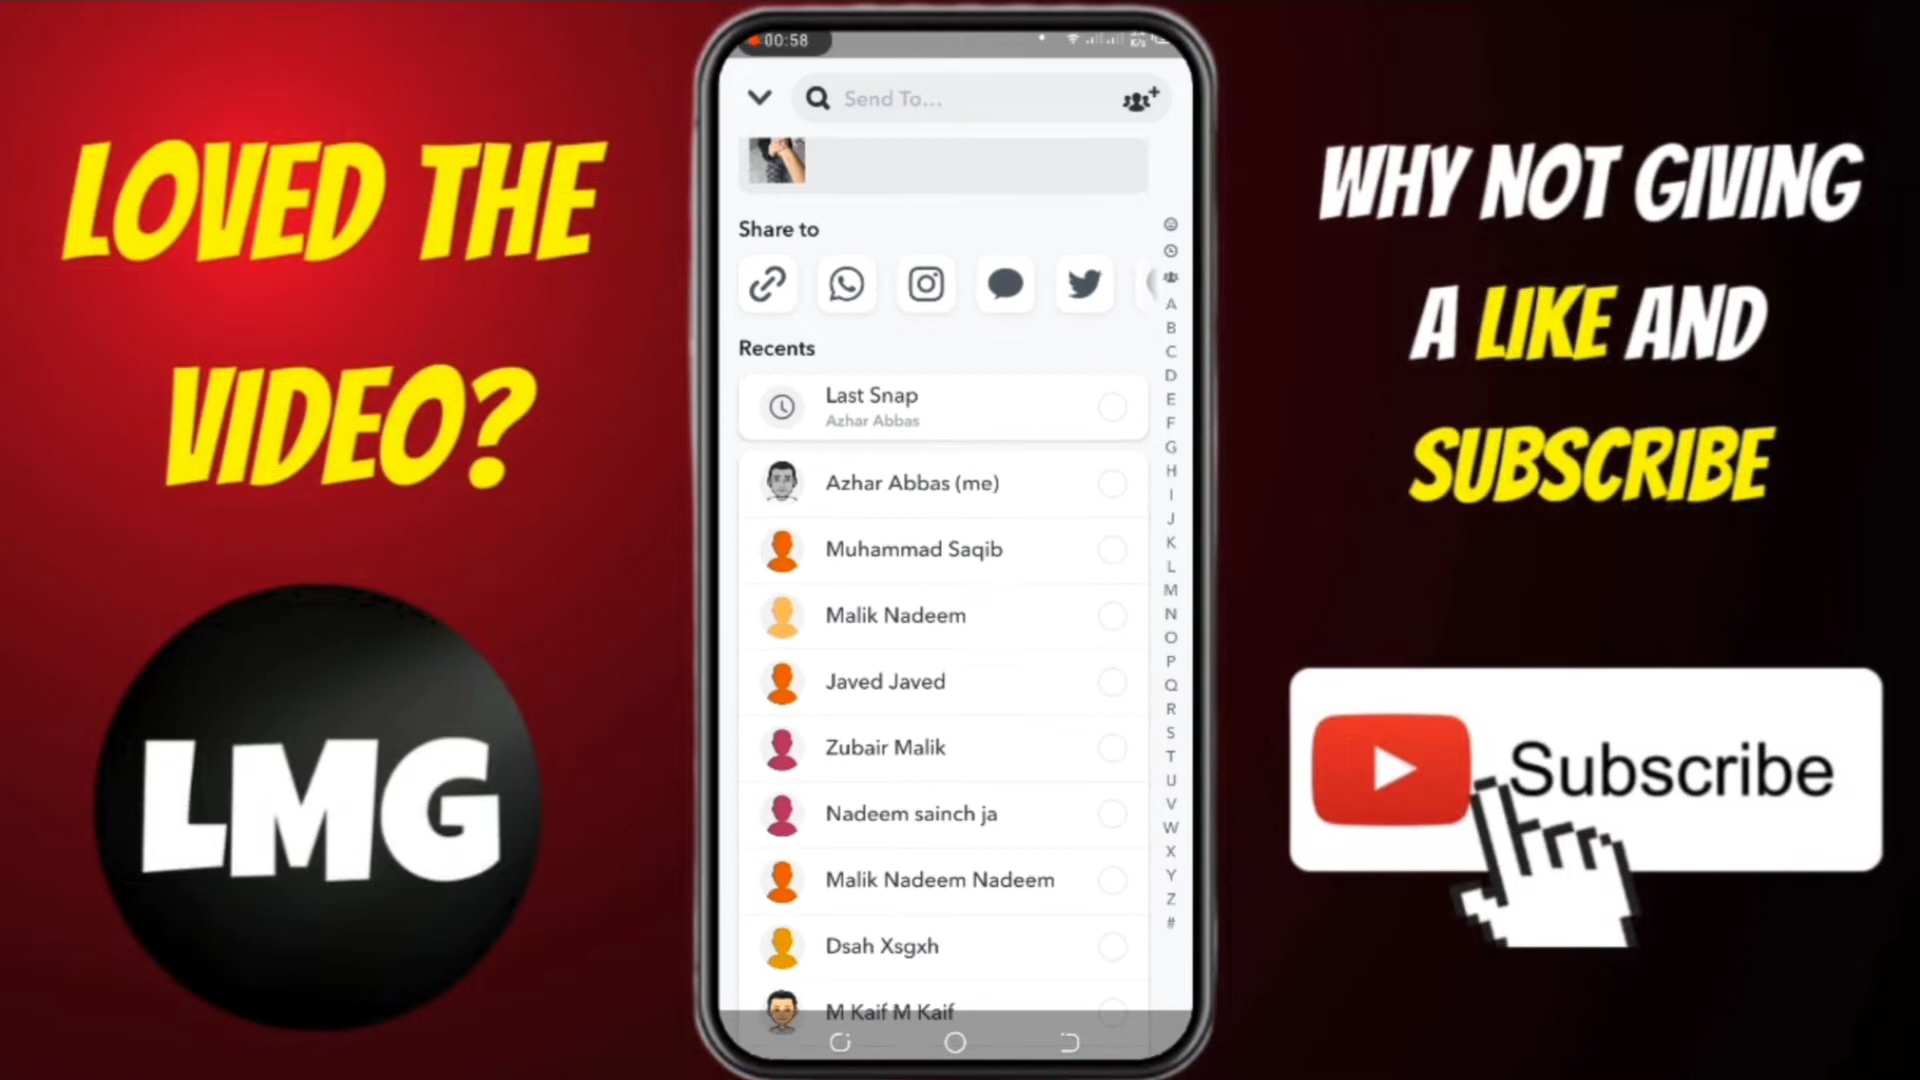 LOVED THE
VIDEO?
LMG
00:58
Send To...
Share to
Recents
Last Snap
Azhar Abbas
Azhar Abbas (me)
Muhammad Saqib
Malik Nadeem
Javed Javed
Zubair Malik
Nadeem sainch ja
Malik Nadeem Nadeem
Dsah Xsgxh
M Kaif M Kaif
A
B
C
D
E
F
G
H
I
J
K
L
M
N
O
P
Q
R
S
T
U
V
W
X
Y
Z
#
WHY NOT GIVING
A LIKE AND
SUBSCRIBE
Subscribe